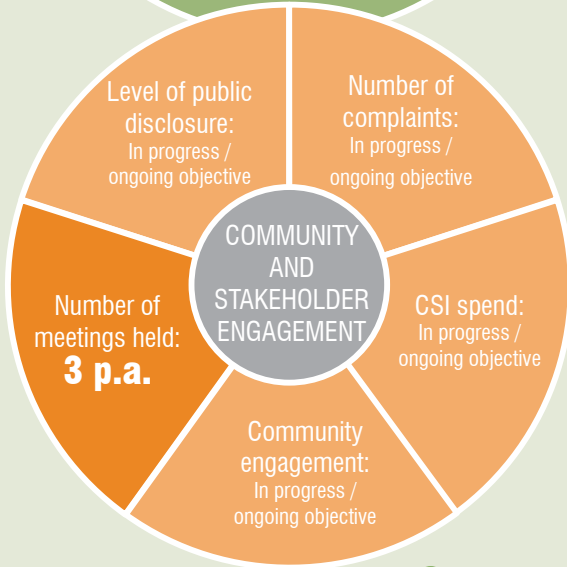 Level of public
disclosure:
In progress /
ongoing objective
Number of
complaints:
In progress /
ongoing objective
COMMUNITY
AND
STAKEHOLDER
ENGAGEMENT
Number of
meetings held:
3 p.a.
CSI spend:
In progress /
ongoing objective
Community
engagement:
In progress /
ongoing objective